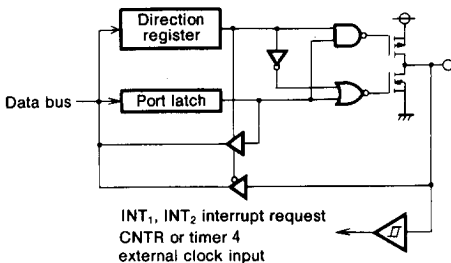 Direction
register
Data bus
Port latch
INT₁, INT₂ interrupt request
CNTR or timer 4
external clock input